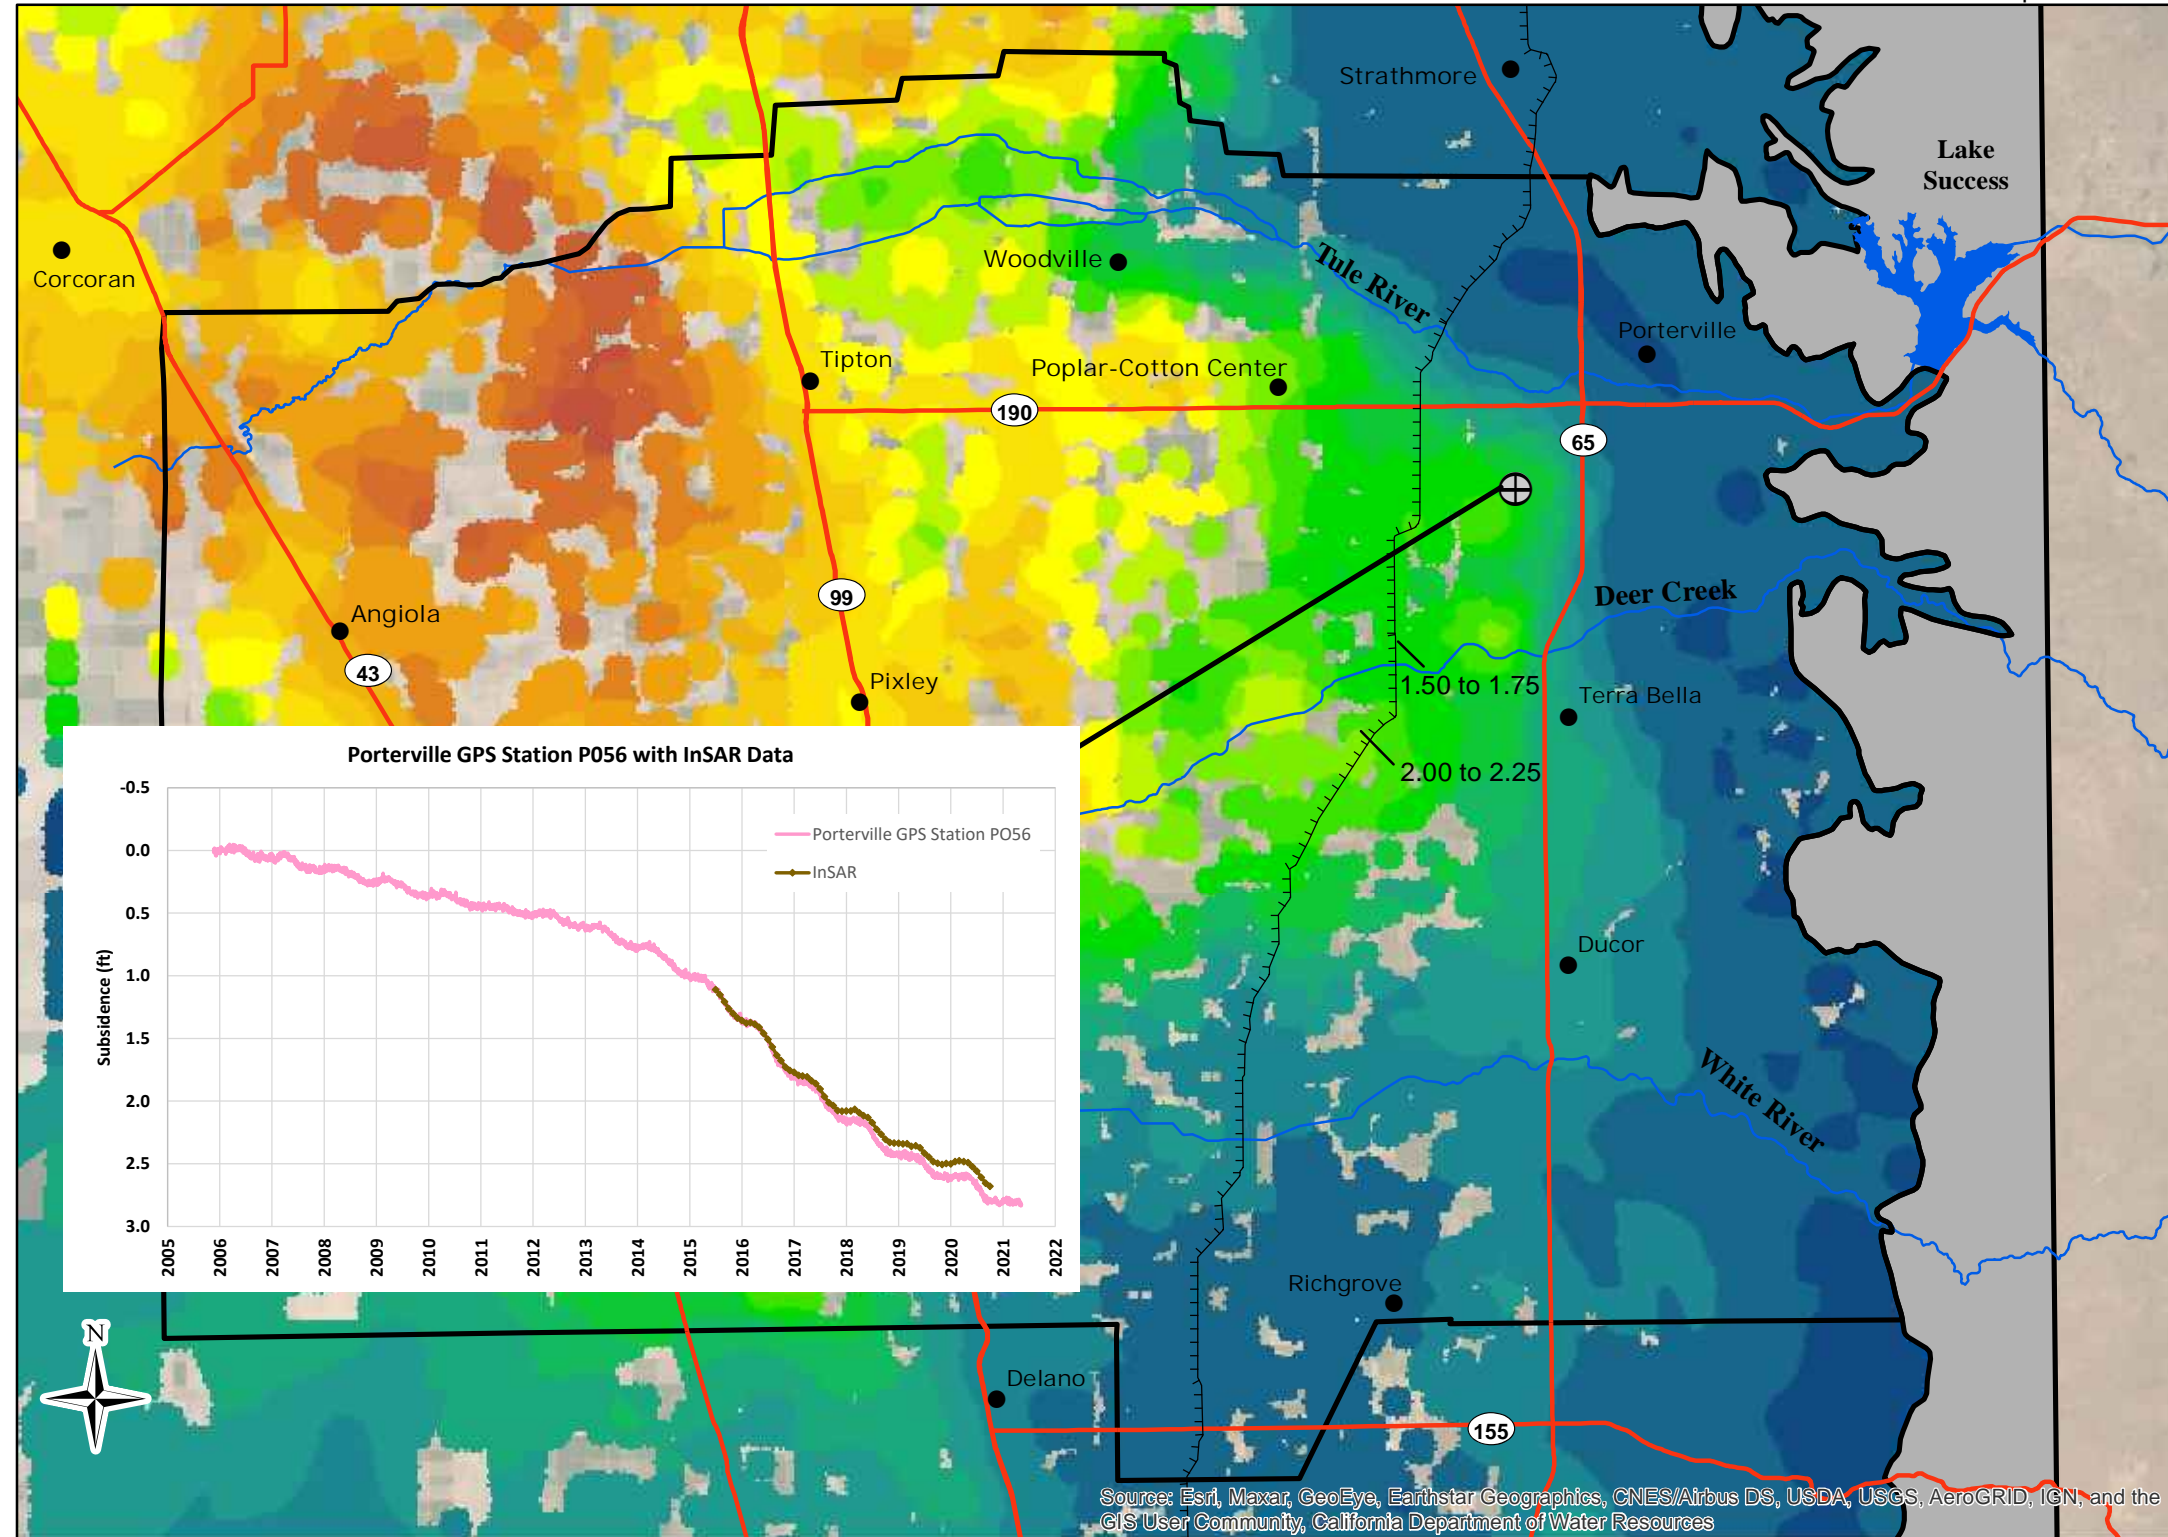 Strathmore
Lake
Success
Corcoran
Woodville
Tule River
Porterville
Tipton
Poplar-Cotton Center
190
65
99
Deer Creek
Angiola
43
Pixley
1.50 to 1.75
Terra Bella
2.00 to 2.25
Ducor
White River
Richgrove
Delano
155
N
Porterville GPS Station P056 with InSAR Data
Porterville GPS Station PO56
InSAR
Subsidence (ft)
-0.5
0.0
0.5
1.0
1.5
2.0
2.5
3.0
2005
2006
2007
2008
2009
2010
2011
2012
2013
2014
2015
2016
2017
2018
2019
2020
2021
2022
Source: Esri, Maxar, GeoEye, Earthstar Geographics, CNES/Airbus DS, USDA, USGS, AeroGRID, IGN, and the
GIS User Community, California Department of Water Resources